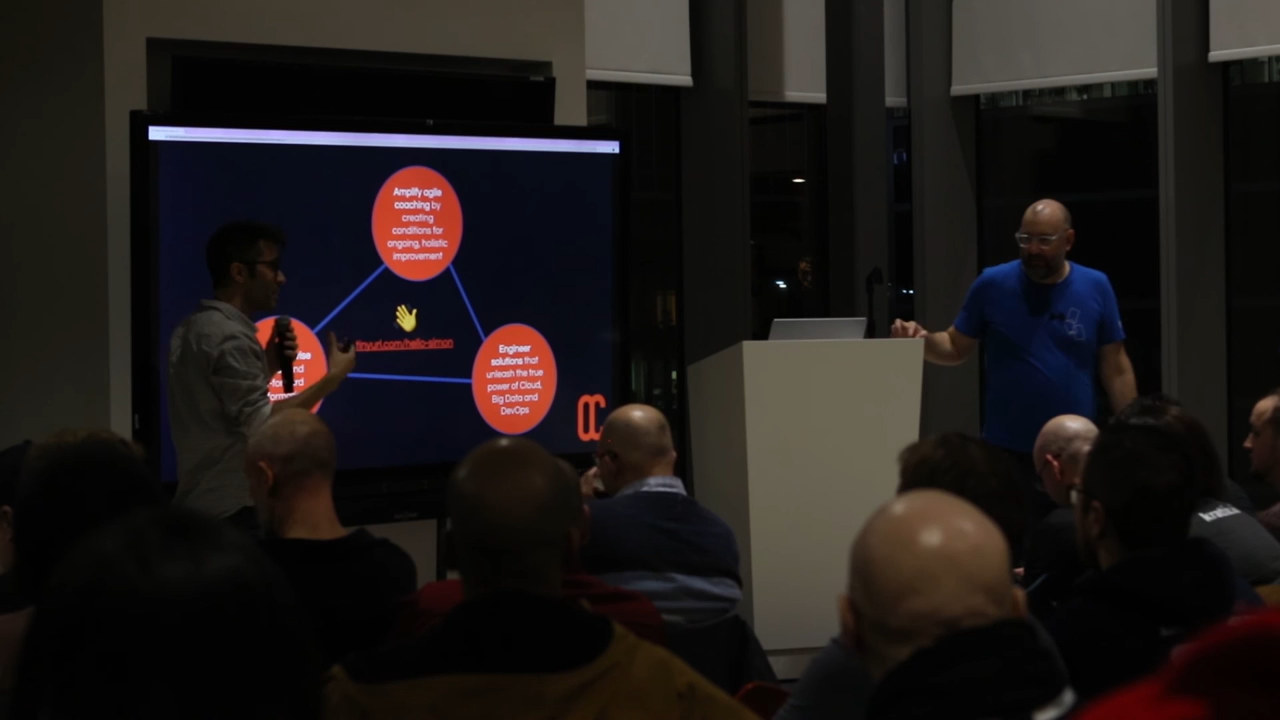 Amplify agile
coaching by
creating
conditions for
ongoing, holistic
improvement
tinyurl.com/hello-simon
Engineer
solutions that
unleash the true
power of Cloud,
Big Data and
DevOps
OC